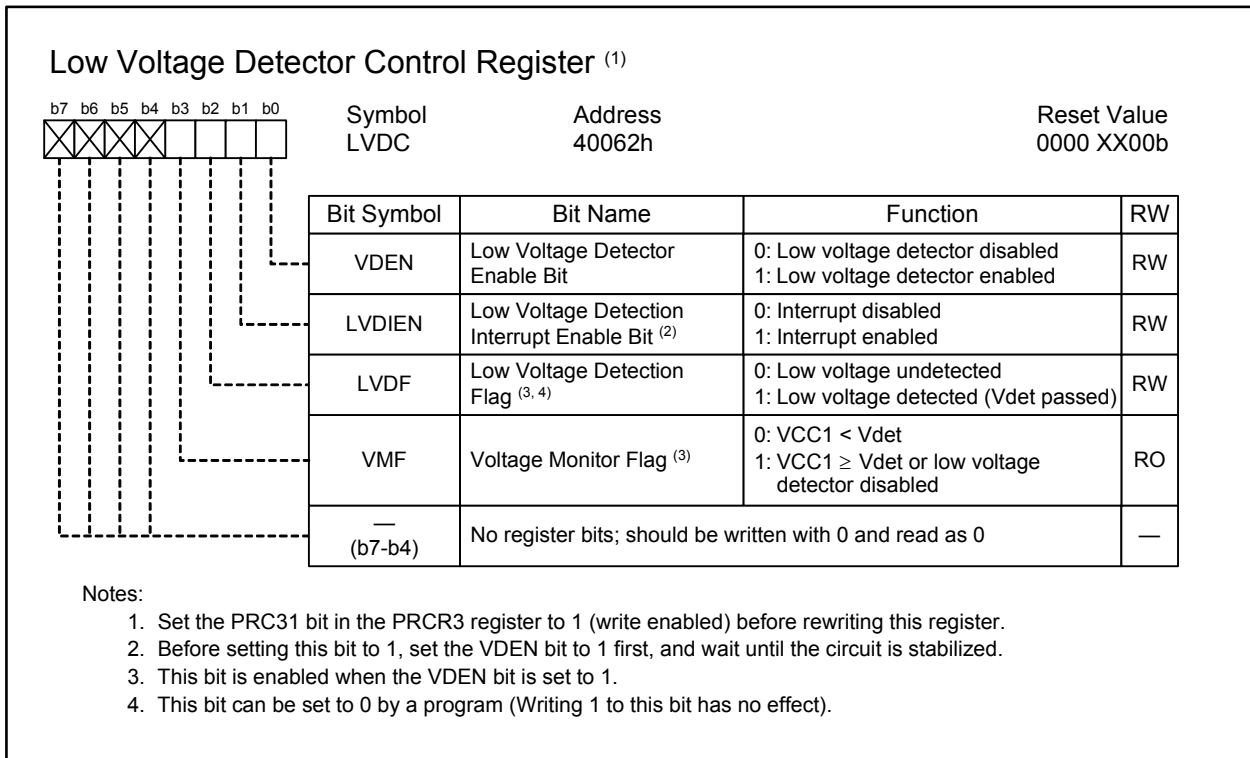 Low Voltage Detector Control Register (1)
b7 b6 b5 b4 b3 b2 b1 b0
Symbol Address Reset Value
LVDC 40062h 0000 XX00b
Bit Symbol Bit Name Function RW
VDEN Low Voltage Detector Enable Bit 0: Low voltage detector disabled RW
1: Low voltage detector enabled
LVDIEN Low Voltage Detection Interrupt Enable Bit (2) 0: Interrupt disabled RW
1: Interrupt enabled
LVDF Low Voltage Detection Flag (3, 4) 0: Low voltage undetected RW
1: Low voltage detected (Vdet passed)
VMF Voltage Monitor Flag (3) 0: VCC1 < Vdet RO
1: VCC1 ≥ Vdet or low voltage
detector disabled
— (b7-b4) No register bits; should be written with 0 and read as 0 —
Notes:
1. Set the PRC31 bit in the PRCR3 register to 1 (write enabled) before rewriting this register.
2. Before setting this bit to 1, set the VDEN bit to 1 first, and wait until the circuit is stabilized.
3. This bit is enabled when the VDEN bit is set to 1.
4. This bit can be set to 0 by a program (Writing 1 to this bit has no effect).